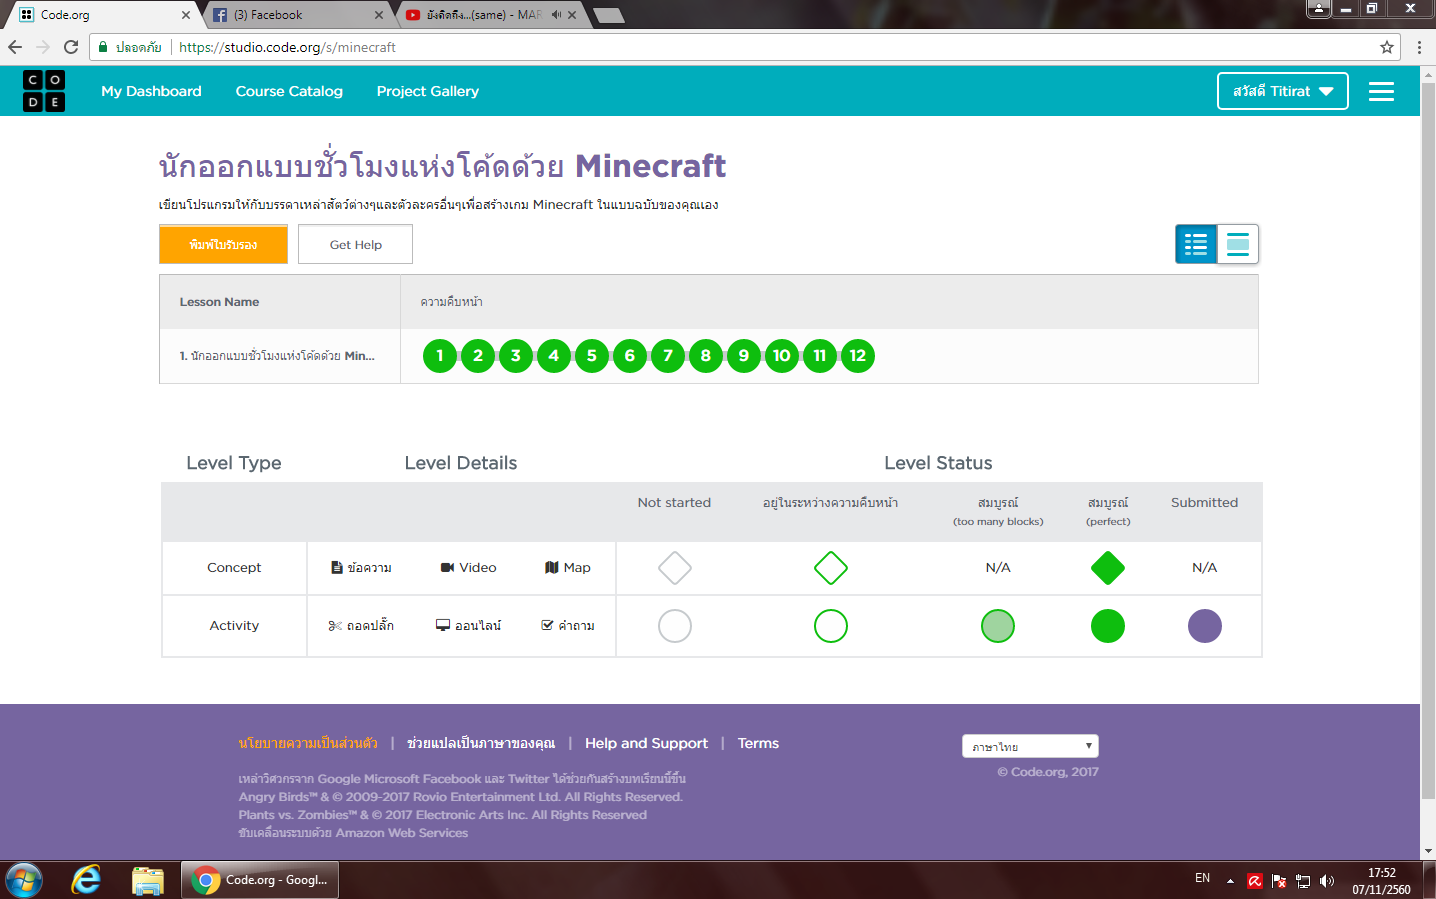 Code.org
(3) Facebook
ยังคิดถึง...(same) - MAR
ปลอดภัย
https://studio.code.org/s/minecraft
C O
D E
My Dashboard
Course Catalog
Project Gallery
สวัสดี Titirat
นักออกแบบชั่วโมงแห่งโค้ดด้วย Minecraft
เขียนโปรแกรมให้กับบรรดาเหล่าสัตว์ต่างๆและตัวละครอื่นๆเพื่อสร้างเกม Minecraft ในแบบฉบับของคุณเอง
พิมพ์ใบรับรอง
Get Help
Lesson Name
ความคืบหน้า
1. นักออกแบบชั่วโมงแห่งโค้ดด้วย Min...
1 2 3 4 5 6 7 8 9 10 11 12
Level Type
Level Details
Level Status
Not started
อยู่ในระหว่างความคืบหน้า
สมบูรณ์
(too many blocks)
สมบูรณ์
(perfect)
Submitted
Concept
ข้อความ
Video
Map
N/A
N/A
Activity
ถอดปลั๊ก
ออนไลน์
คำถาม
นโยบายความเป็นส่วนตัว | ช่วยแปลเป็นภาษาของคุณ | Help and Support | Terms
ภาษาไทย
© Code.org, 2017
เหล่าวิศวกรจาก Google Microsoft Facebook และ Twitter ได้ช่วยกันสร้างบทเรียนนี้ขึ้น
Angry Birds™ & © 2009-2017 Rovio Entertainment Ltd. All Rights Reserved.
Plants vs. Zombies™ & © 2017 Electronic Arts Inc. All Rights Reserved
ขับเคลื่อนระบบด้วย Amazon Web Services
Code.org - Googl...
EN
17:52
07/11/2560